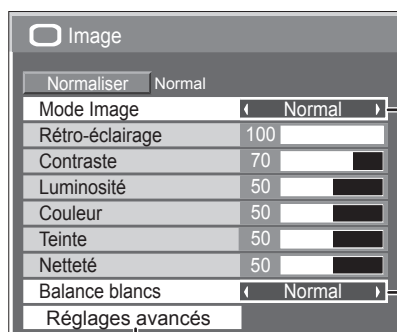 Image
Normaliser Normal
Mode Image Normal
Rétro-éclairage 100
Contraste 70
Luminosité 50
Couleur 50
Teinte 50
Netteté 50
Balance blancs Normal
Réglages avancés